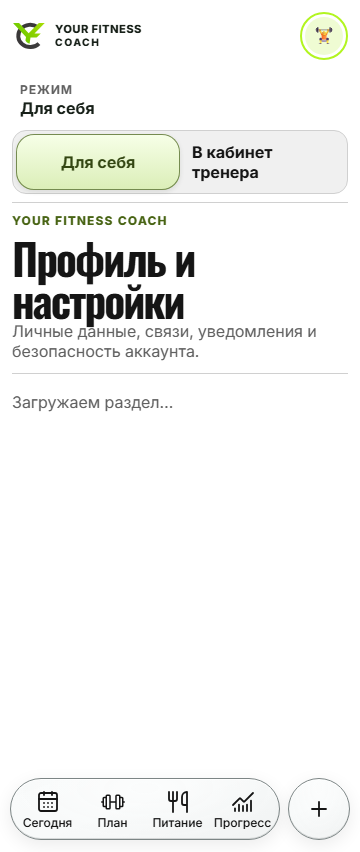 YOUR FITNESS
COACH
РЕЖИМ
Для себя
Для себя
В кабинет
тренера
YOUR FITNESS COACH
Профиль и
настройки
Личные данные, связи, уведомления и
безопасность аккаунта.
Загружаем раздел...
Сегодня
План
Питание
Прогресс